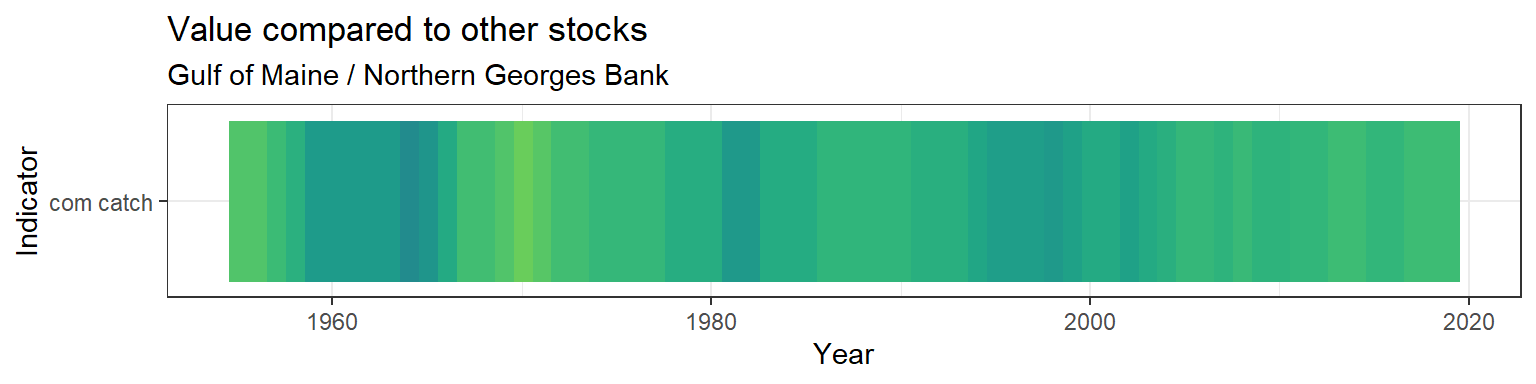 Value compared to other stocks
Gulf of Maine / Northern Georges Bank
Indicator
com catch
1960 1980 2000 2020
Year